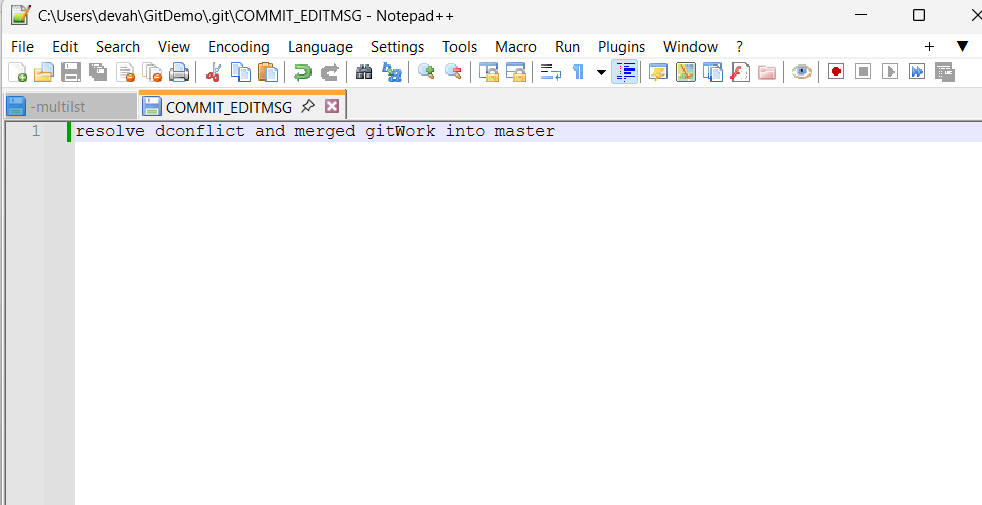 C:\Users\devah\GitDemo\.git\COMMIT_EDITMSG - Notepad++
File Edit Search View Encoding Language Settings Tools Macro Run Plugins Window ?
-multilst COMMIT_EDITMSG
1 resolve dconflict and merged gitWork into master